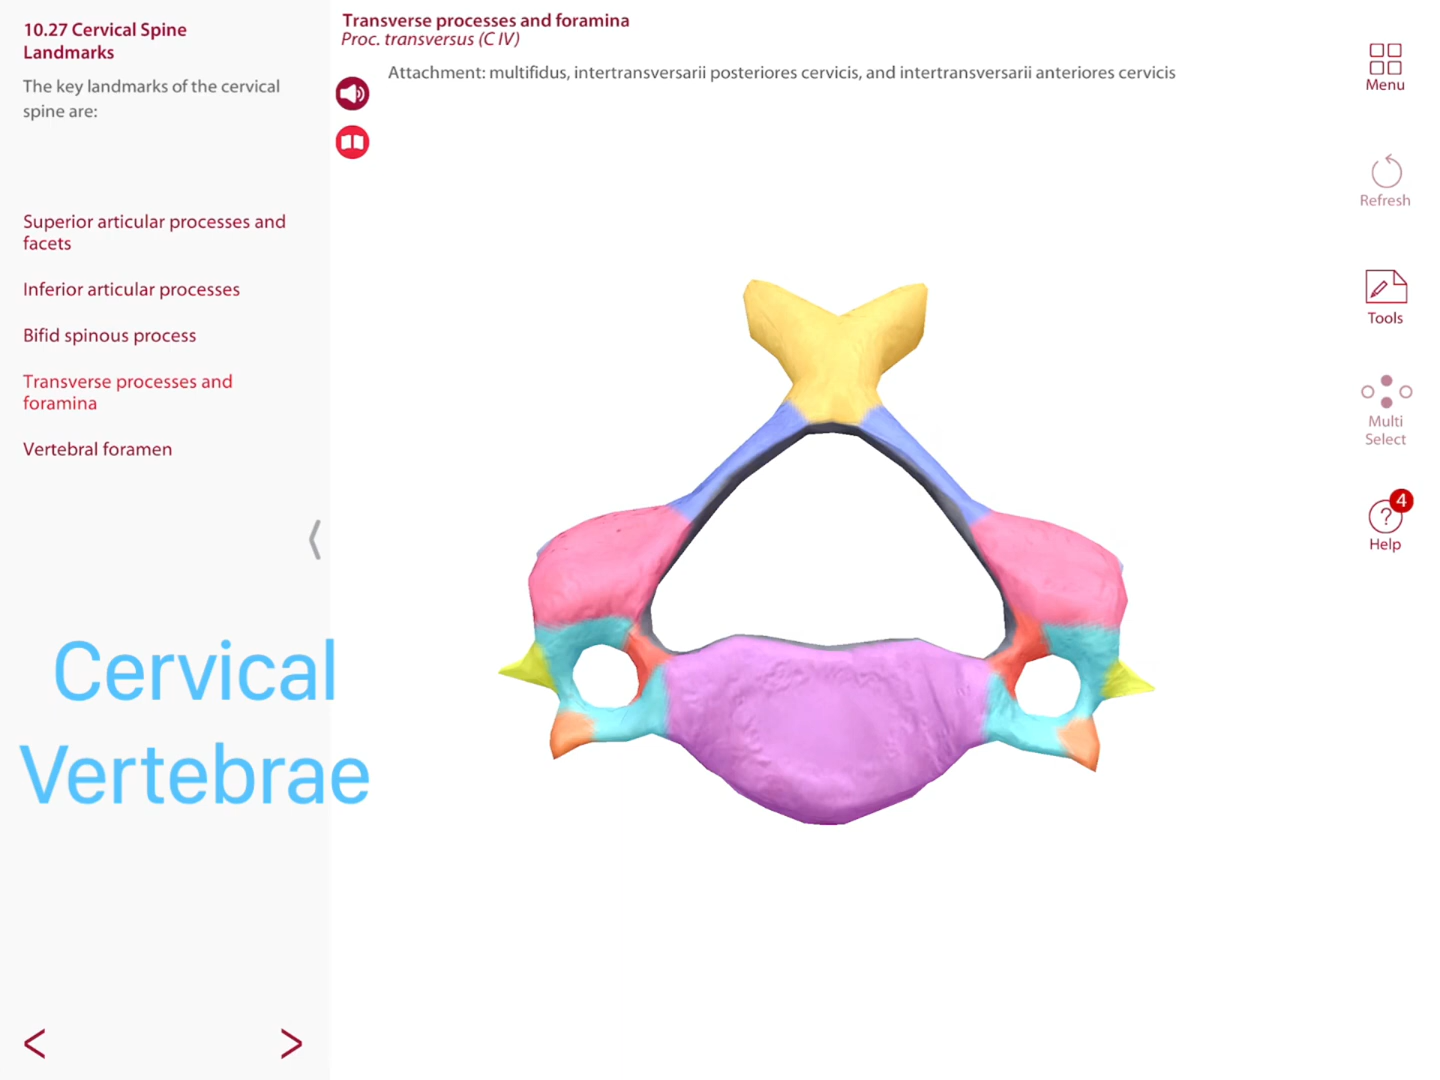 10.27 Cervical Spine
Landmarks
The key landmarks of the cervical
spine are:
Superior articular processes and
facets
Inferior articular processes
Bifid spinous process
Transverse processes and
foramina
Vertebral foramen
Cervical
Vertebrae
<
>
Transverse processes and foramina
Proc. transversus (C IV)
Attachment: multifidus, intertransversarii posteriores cervicis, and intertransversarii anteriores cervicis
Menu
Refresh
Tools
Multi
Select
4
?
Help